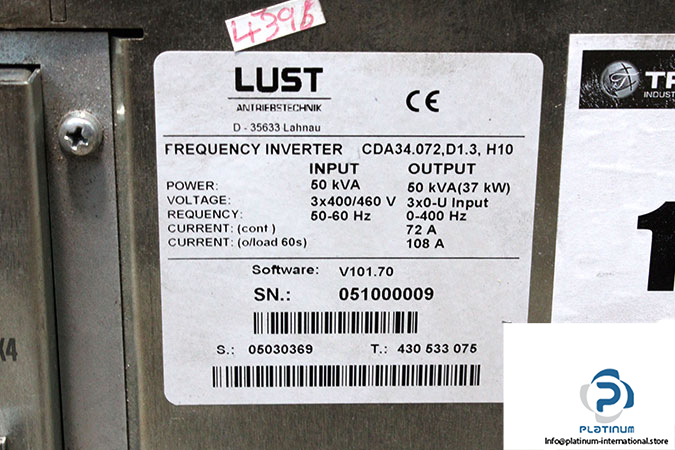 4396
LUST
ANTRIEBSTECHNIK
D - 35633 Lahnau
CE
FREQUENCY INVERTER CDA34.072,D1.3, H10
INPUT OUTPUT
POWER: 50 kVA 50 kVA(37 kW)
VOLTAGE: 3x400/460 V 3x0-U Input
REQUENCY: 50-60 Hz 0-400 Hz
CURRENT: (cont) 72 A
CURRENT: (o/load 60s) 108 A
Software: V101.70
SN.: 051000009
S.: 05030369 T.: 430 533 075
X4
1
PLATINUM
Info@platinum-international.store